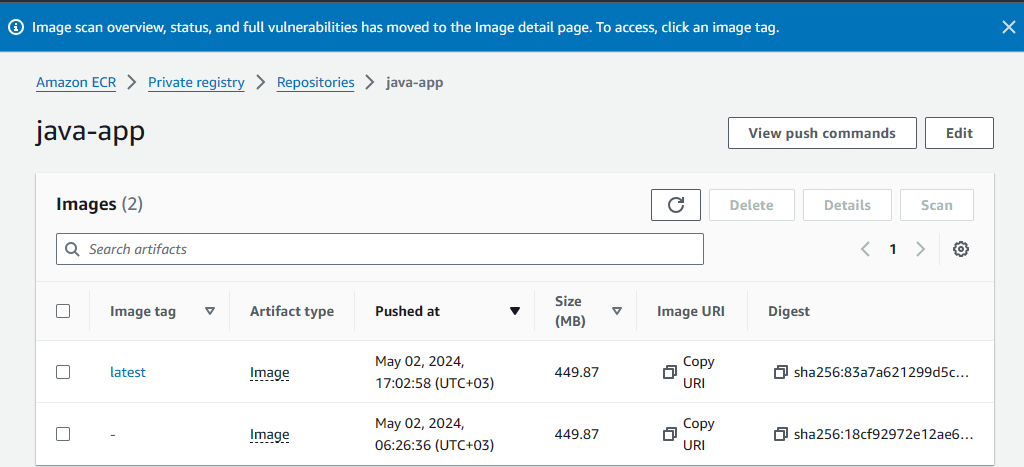 Image scan overview, status, and full vulnerabilities has moved to the Image detail page. To access, click an image tag.
Amazon ECR > Private registry > Repositories > java-app
java-app
View push commands
Edit
Images (2)
Delete
Details
Scan
Search artifacts
1
Image tag
Artifact type
Pushed at
Size
(MB)
Image URI
Digest
latest
Image
May 02, 2024,
17:02:58 (UTC+03)
449.87
Copy
URI
sha256:83a7a621299d5c...
-
Image
May 02, 2024,
06:26:36 (UTC+03)
449.87
Copy
URI
sha256:18cf92972e12ae6...